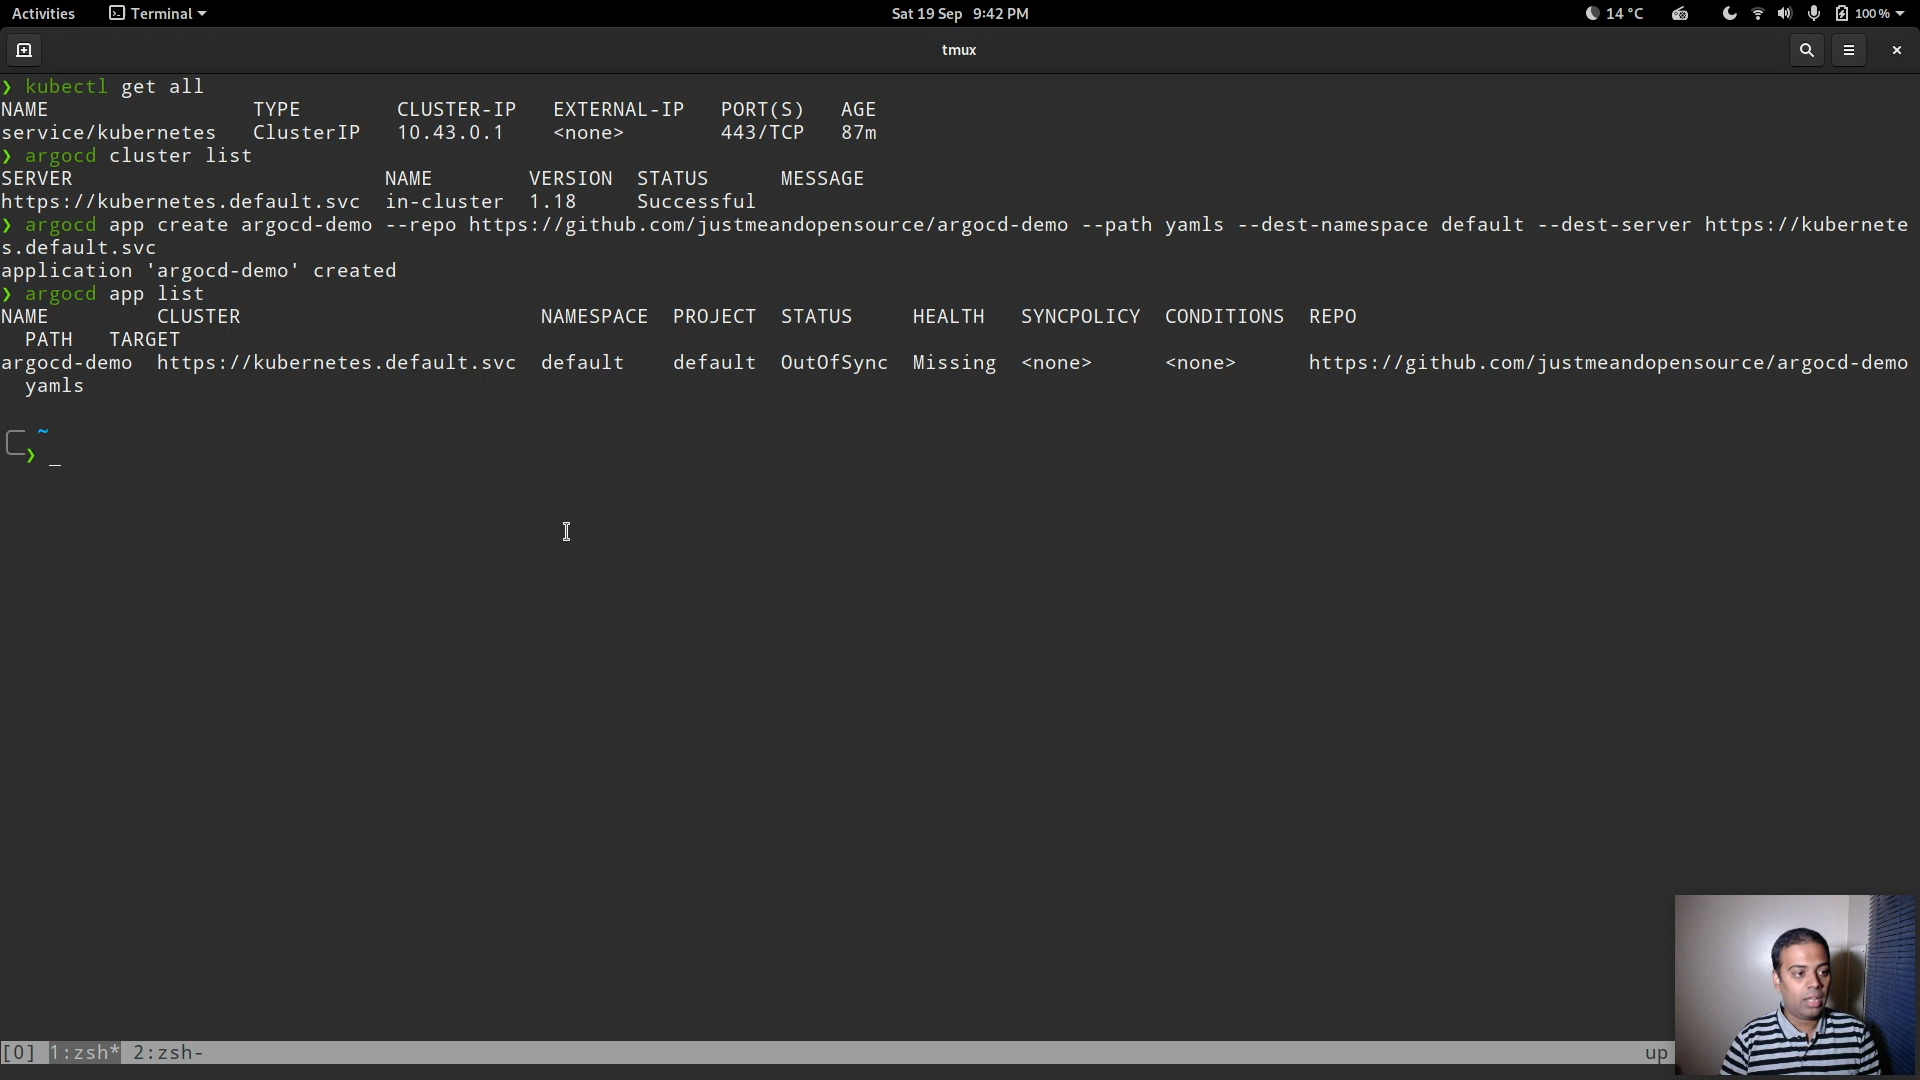 Activities Terminal Sat 19 Sep 9:42 PM 14 °C 100 %
tmux
❯ kubectl get all
NAME TYPE CLUSTER-IP EXTERNAL-IP PORT(S) AGE
service/kubernetes ClusterIP 10.43.0.1 <none> 443/TCP 87m
❯ argocd cluster list
SERVER NAME VERSION STATUS MESSAGE
https://kubernetes.default.svc in-cluster 1.18 Successful
❯ argocd app create argocd-demo --repo https://github.com/justmeandopensource/argocd-demo --path yamls --dest-namespace default --dest-server https://kubernete
s.default.svc
application 'argocd-demo' created
❯ argocd app list
NAME CLUSTER NAMESPACE PROJECT STATUS HEALTH SYNCPOLICY CONDITIONS REPO
PATH TARGET
argocd-demo https://kubernetes.default.svc default default OutOfSync Missing <none> <none> https://github.com/justmeandopensource/argocd-demo
yamls
~
❯ _
[0] 1:zsh* 2:zsh- up